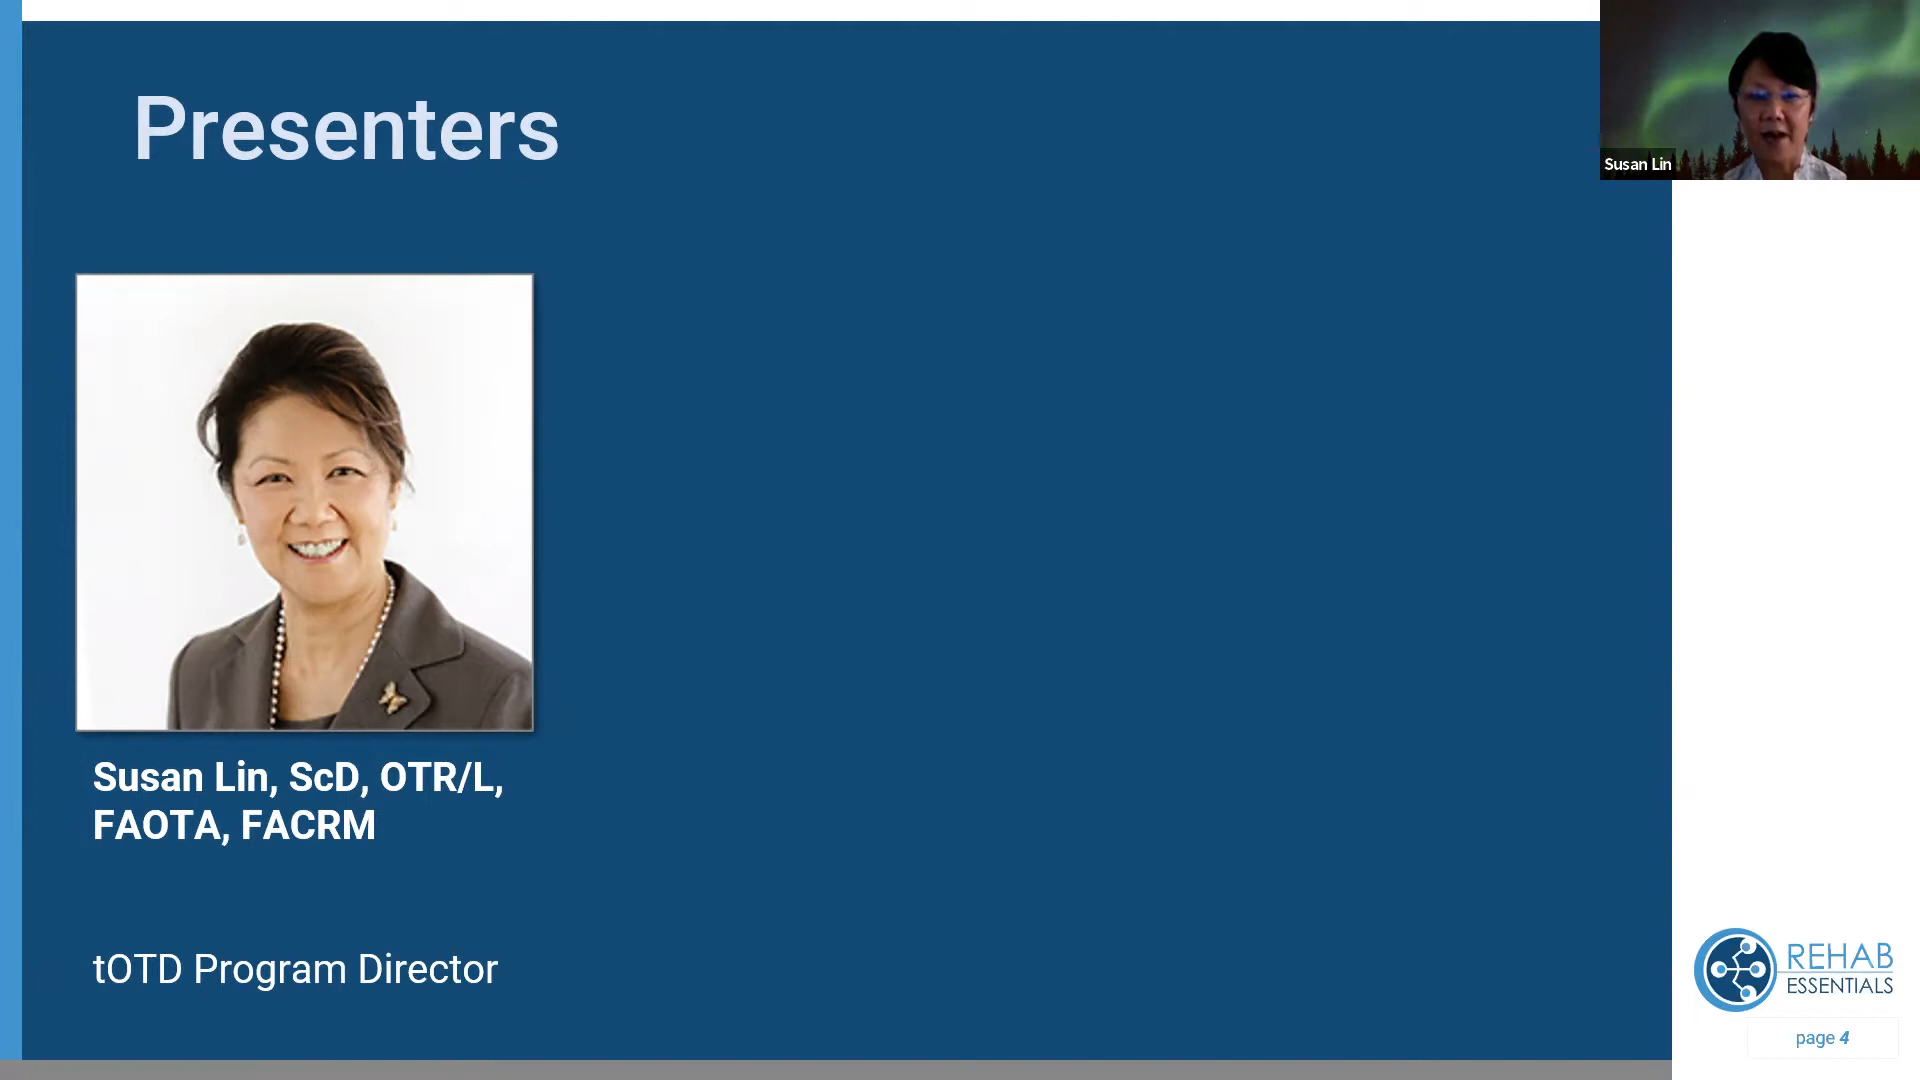 Presenters
Susan Lin
Susan Lin, ScD, OTR/L,
FAOTA, FACRM
tOTD Program Director
REHAB
ESSENTIALS
page 4